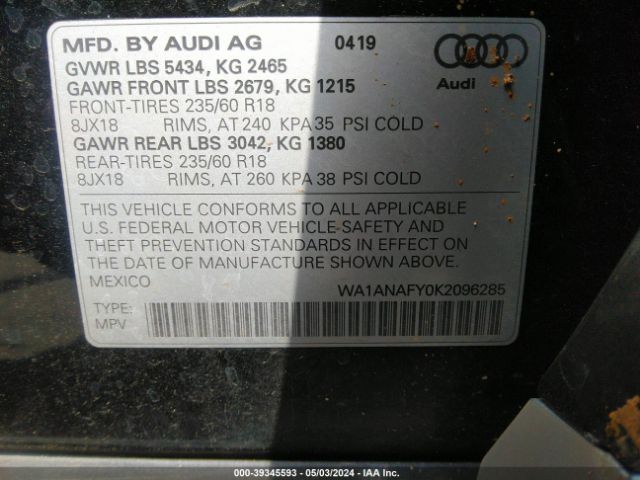 MFD. BY AUDI AG 0419
GVWR LBS 5434, KG 2465
GAWR FRONT LBS 2679, KG 1215 Audi
FRONT-TIRES 235/60 R18
8JX18 RIMS, AT 240 KPA 35 PSI COLD
GAWR REAR LBS 3042, KG 1380
REAR-TIRES 235/60 R18
8JX18 RIMS, AT 260 KPA 38 PSI COLD
THIS VEHICLE CONFORMS TO ALL APPLICABLE
U.S. FEDERAL MOTOR VEHICLE-SAFETY AND
THEFT PREVENTION STANDARDS IN EFFECT ON
THE DATE OF MANUFACTURE SHOWN ABOVE.
MEXICO WA1ANAFY0K2096285
TYPE:
MPV
000-39345593 - 05/03/2024 - IAA Inc.